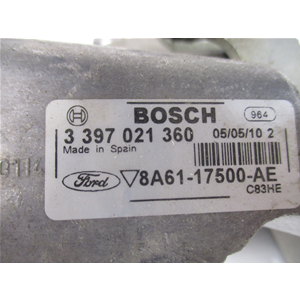 BOSCH 964
3 397 021 360 05/05/10 2
Made in Spain
Ford 8A61-17500-AE
C83HE